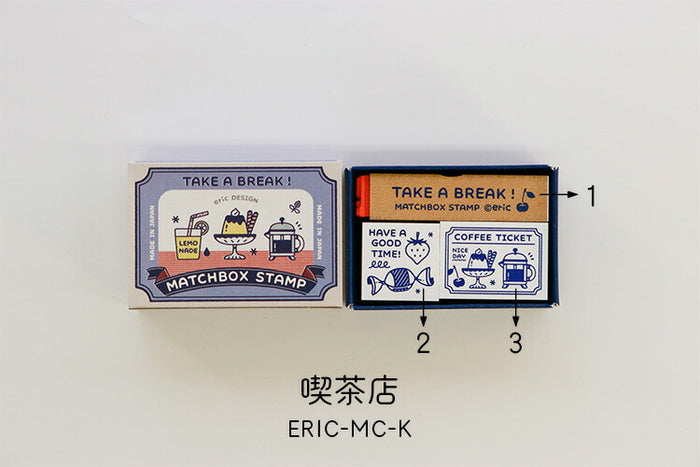 TAKE A BREAK!
eric DESIGN
MADE IN JAPAN
MADE IN JAPAN
LEMO
NADE
MATCHBOX STAMP
TAKE A BREAK!
MATCHBOX STAMP ©eric
1
HAVE A
GOOD
TIME!
COFFEE TICKET
NICE
DAY
2
3
喫茶店
ERIC-MC-K